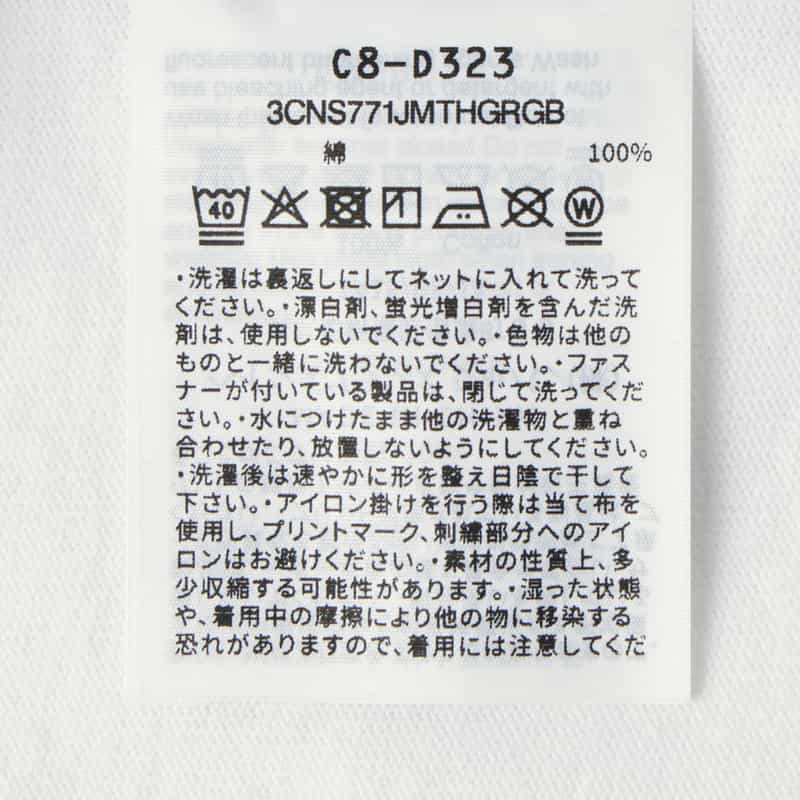 C8-D323
3CNS771JMTHGRGB
綿 100%
40 W
・洗濯は裏返しにしてネットに入れて洗って
ください。・漂白剤、蛍光増白剤を含んだ洗
剤は、使用しないでください。・色物は他の
ものと一緒に洗わないでください。・ファス
ナーが付いている製品は、閉じて洗ってくだ
さい。・水につけたまま他の洗濯物と重ね
合わせたり、放置しないようにしてください。
・洗濯後は速やかに形を整え日陰で干して
下さい。・アイロン掛けを行う際は当て布を
使用し、プリントマーク、刺繍部分へのアイ
ロンはお避けください。・素材の性質上、多
少収縮する可能性があります。・湿った状態
や、着用中の摩擦により他の物に移染する
恐れがありますので、着用には注意してくだ